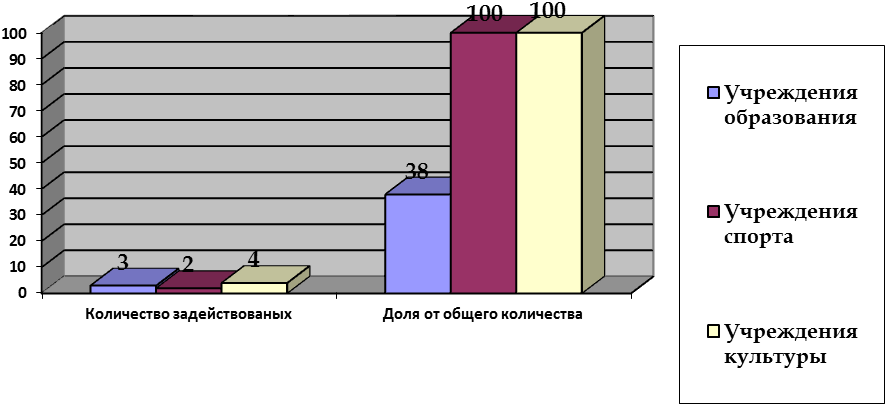 100 100
100
90
80
70
60
50
40
30
20
10
0
38
3 2 4
Количество задействованых
Доля от общего количества
Учреждения
образования
Учреждения
спорта
Учреждения
культуры